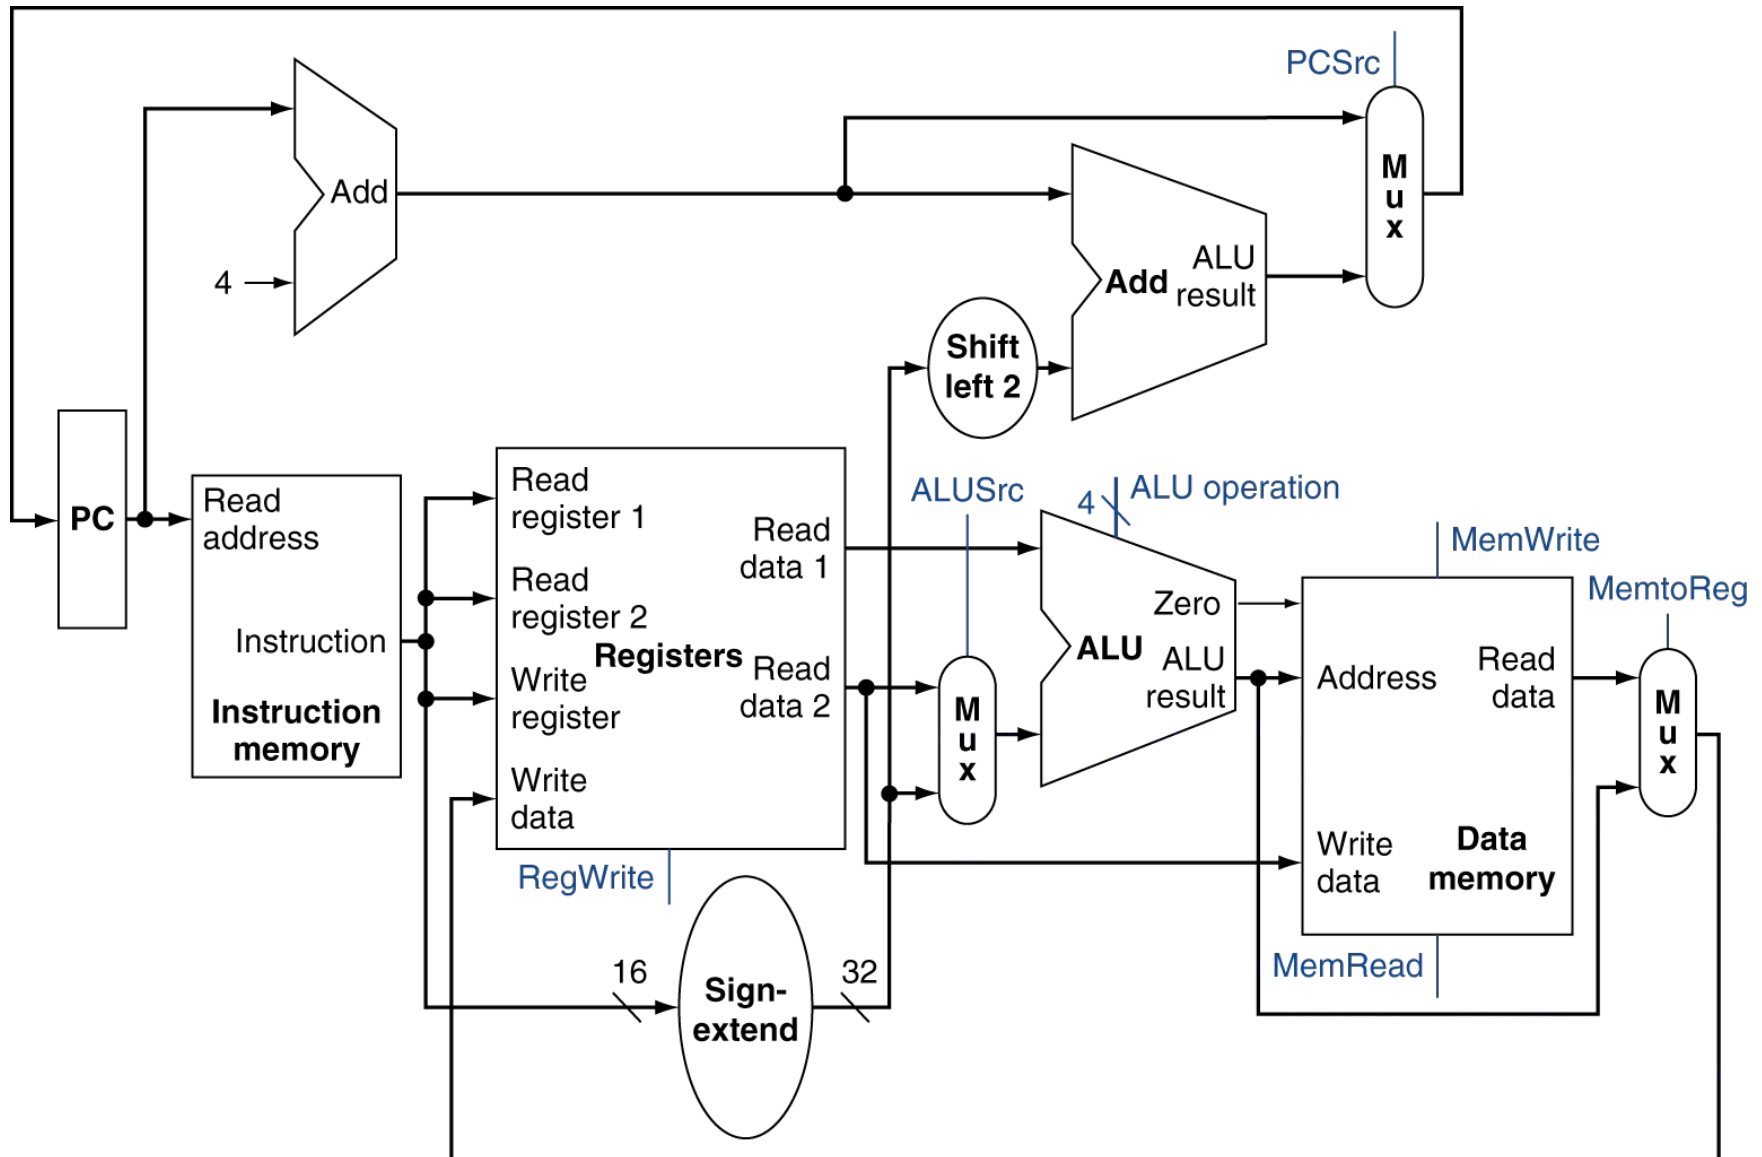 PCSrc
Add
4
M
u
x
ALU
Add result
Shift
left 2
PC
Read
address
Instruction
Instruction
memory
Read
register 1
Read
register 2
Registers
Write
register
Write
data
Read
data 1
Read
data 2
RegWrite
16
Sign-
extend
32
ALUSrc
M
u
x
4
ALU operation
Zero
ALU
ALU
result
MemWrite
Address
Read
data
Write
data
Data
memory
MemRead
MemtoReg
M
u
x